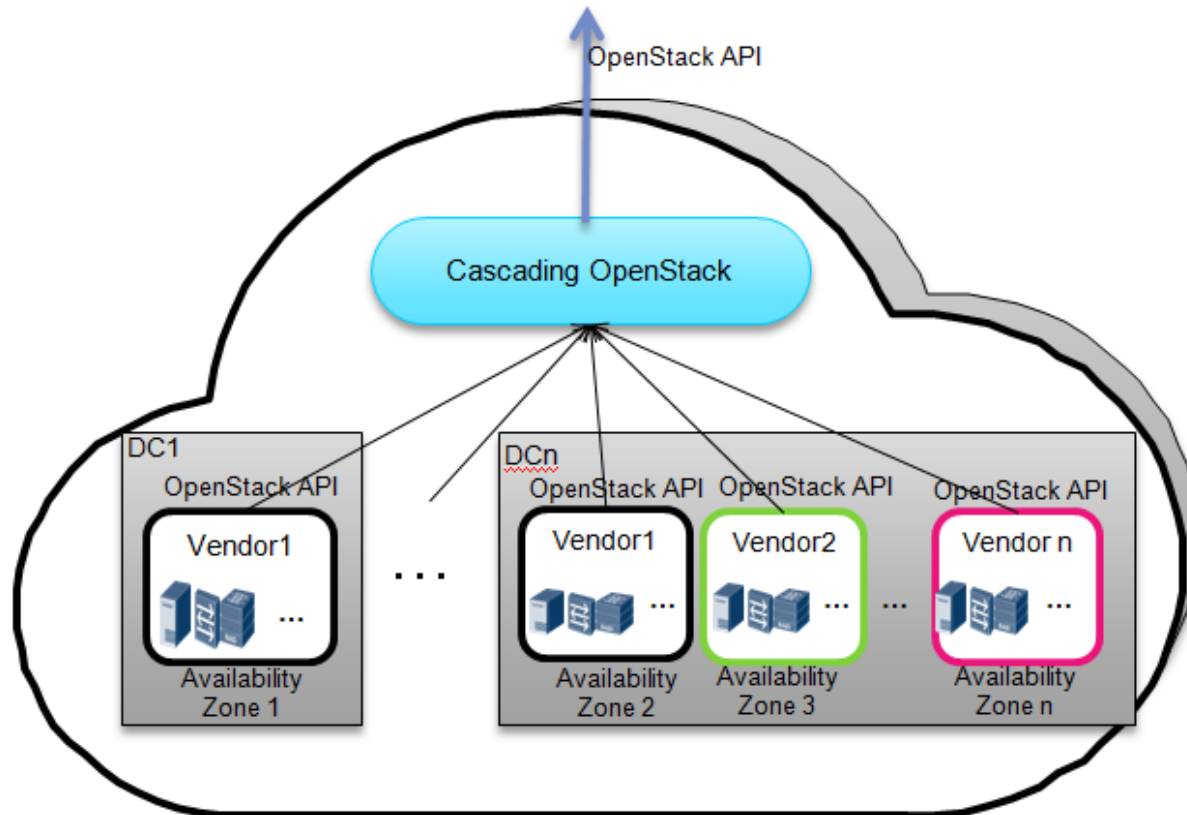 OpenStack API
Cascading OpenStack
DC1
OpenStack API
Vendor1
...
Availability
Zone 1
...
DCn
OpenStack API
Vendor1
...
Availability
Zone 2
OpenStack API
Vendor2
...
Availability
Zone 3
...
OpenStack API
Vendor n
...
Availability
Zone n